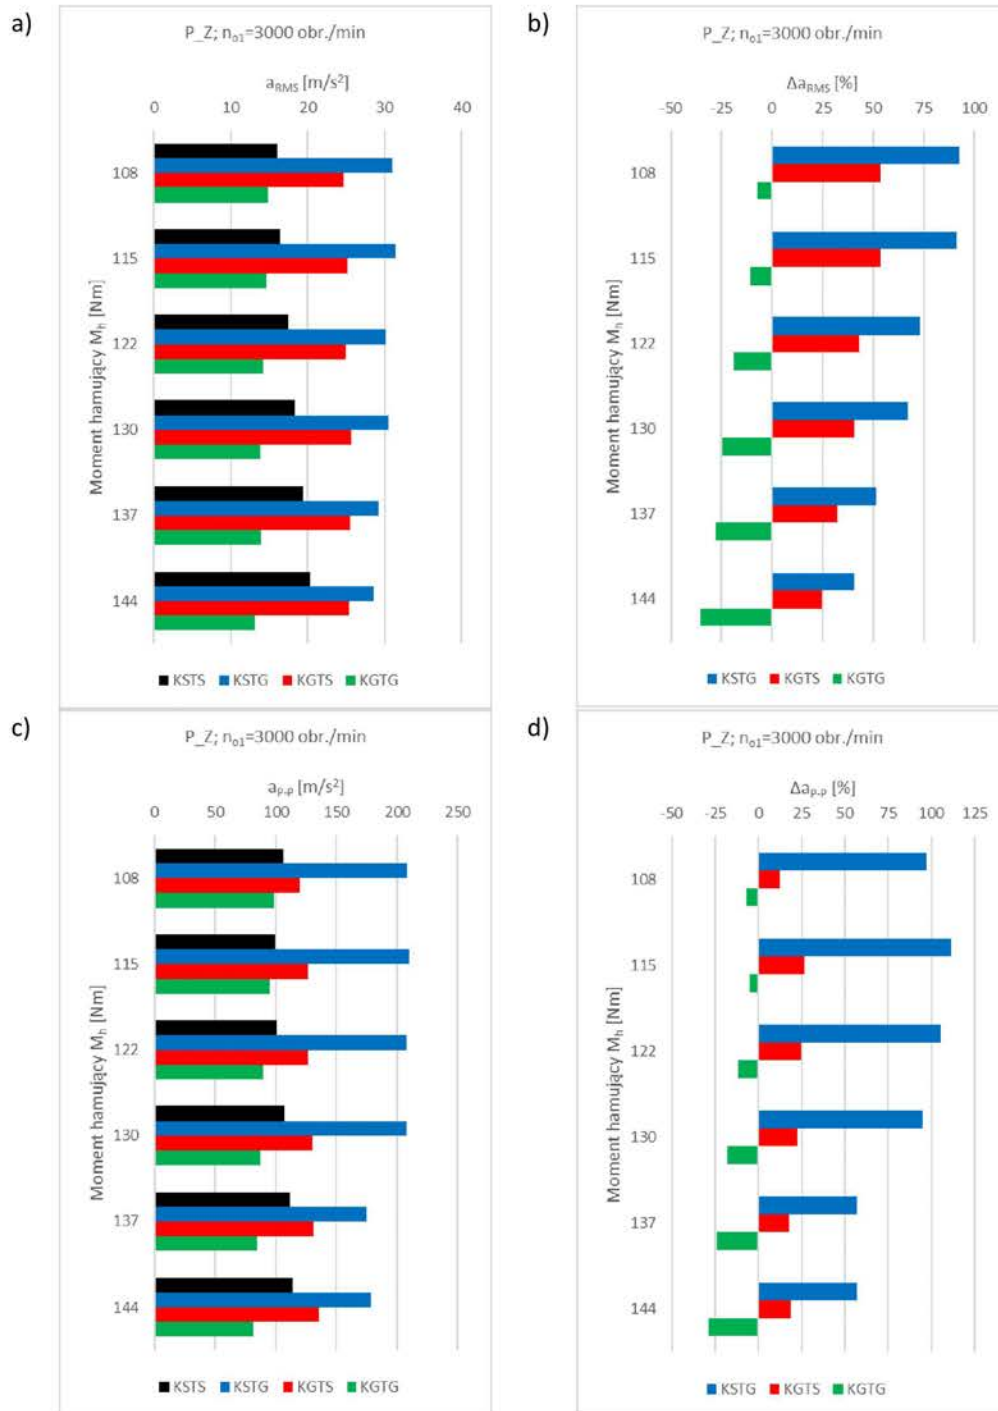 a)
P_Z; nₒ₁=3000 obr./min
a_RMS [m/s²]
0 10 20 30 40
Moment hamujący Mₕ [Nm]
108
115
122
130
137
144
KSTS KSTG KGTS KGTG
b)
P_Z; nₒ₁=3000 obr./min
Δa_RMS [%]
-50 -25 0 25 50 75 100
Moment hamujący Mₕ [Nm]
108
115
122
130
137
144
KSTG KGTS KGTG
c)
P_Z; nₒ₁=3000 obr./min
a_P-P [m/s²]
0 50 100 150 200 250
Moment hamujący Mₕ [Nm]
108
115
122
130
137
144
KSTS KSTG KGTS KGTG
d)
P_Z; nₒ₁=3000 obr./min
Δa_P-P [%]
-50 -25 0 25 50 75 100 125
Moment hamujący Mₕ [Nm]
108
115
122
130
137
144
KSTG KGTS KGTG